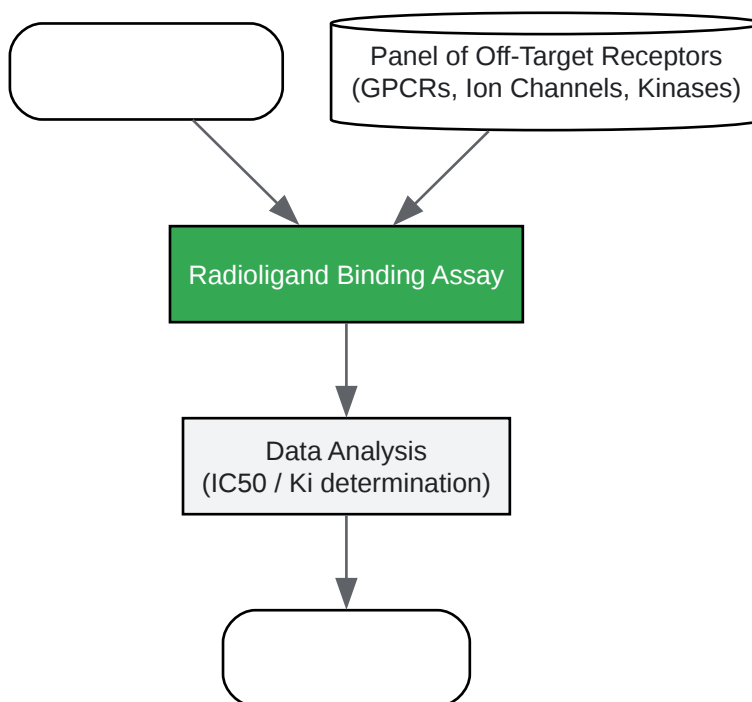 Panel of Off-Target Receptors
(GPCRs, Ion Channels, Kinases)
Radioligand Binding Assay
Data Analysis
(IC50 / Ki determination)